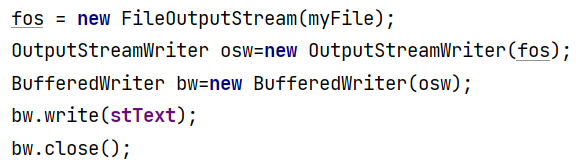 fos = new FileOutputStream(myFile);
OutputStreamWriter osw=new OutputStreamWriter(fos);
BufferedWriter bw=new BufferedWriter(osw);
bw.write(stText);
bw.close();